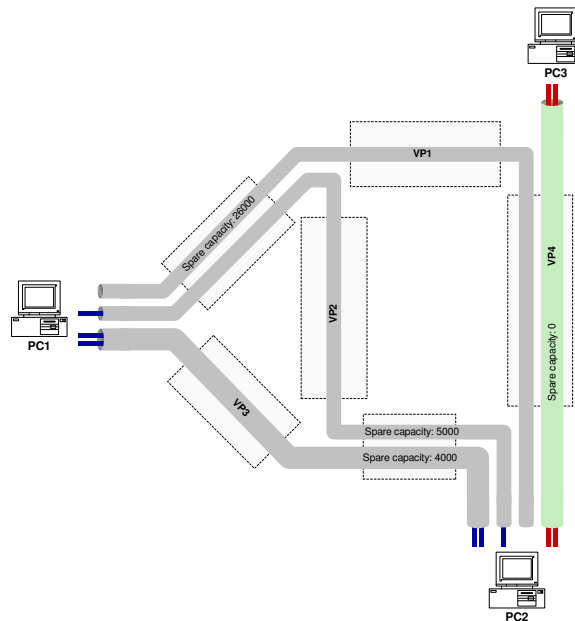 PC3
VP1
Spare capacity: 26000
VP4
VP2
PC1
Spare capacity: 0
VP3
Spare capacity: 5000
Spare capacity: 4000
PC2